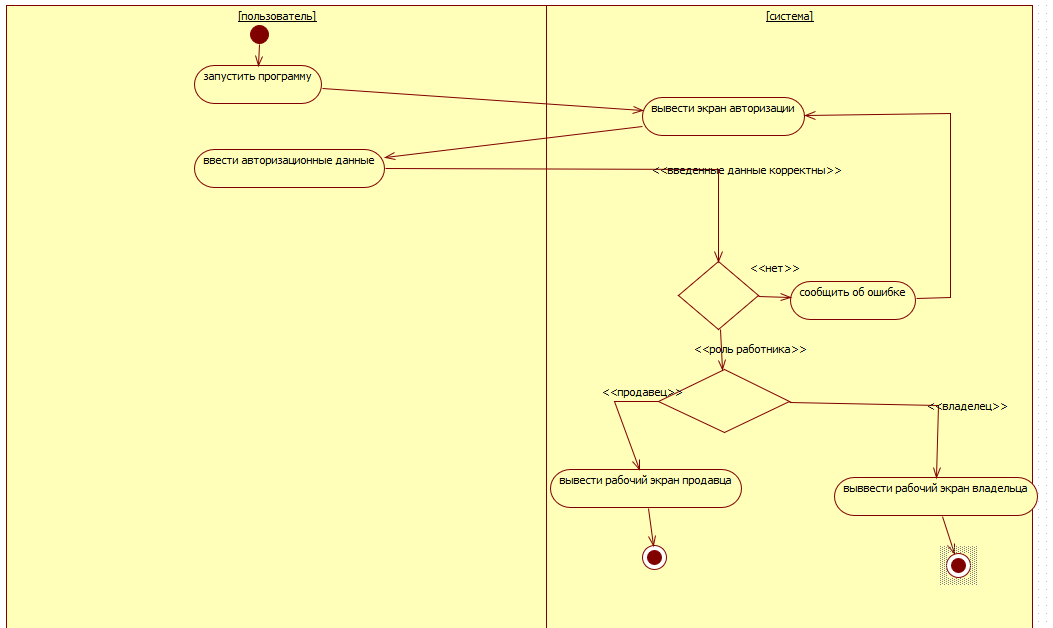 [пользователь]
[система]
запустить программу
вывести экран авторизации
ввести авторизационные данные
<<введенные данные корректны>>
<<нет>>
сообщить об ошибке
<<роль работника>>
<<продавец>>
<<владелец>>
вывести рабочий экран продавца
выввести рабочий экран владельца